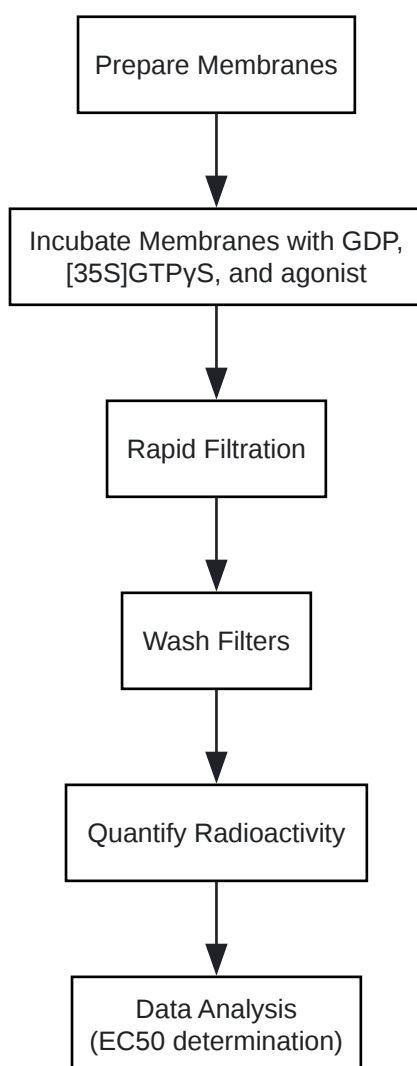 Prepare Membranes
Incubate Membranes with GDP,
[35S]GTPγS, and agonist
Rapid Filtration
Wash Filters
Quantify Radioactivity
Data Analysis
(EC50 determination)